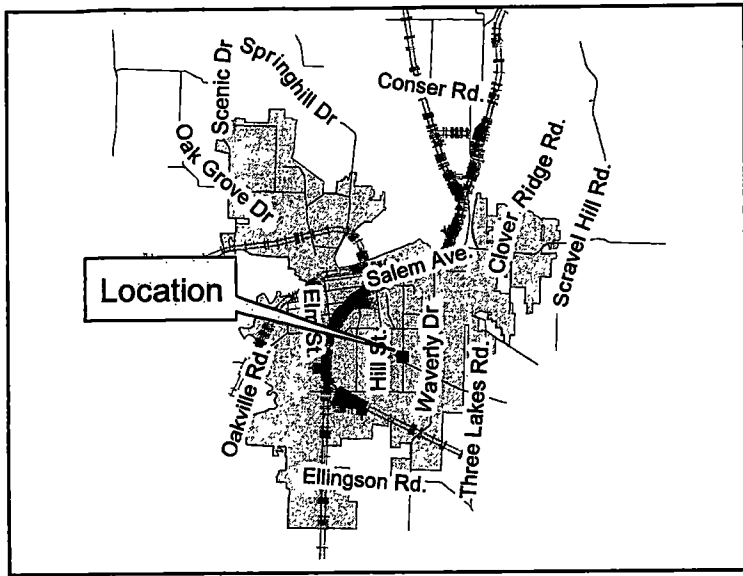 Scenic Dr
Springhill Dr
Conser Rd.
Oak Grove Dr
Clover Ridge Rd.
Scravel Hill Rd.
Salem Ave.
Location
Elm St.
Hill St.
Waverly Dr
Oakville Rd.
Three Lakes Rd.
Ellingson Rd.